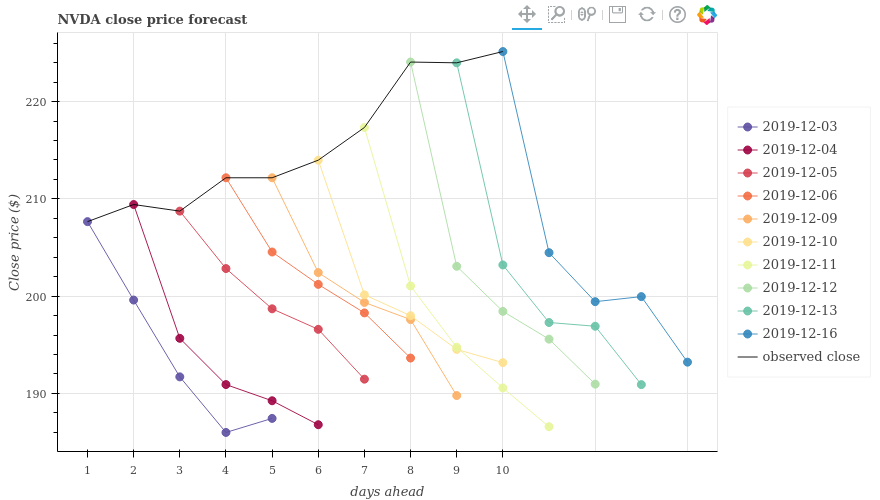 NVDA close price forecast
220
210
200
190
Close price ($)
1 2 3 4 5 6 7 8 9 10
days ahead
2019-12-03
2019-12-04
2019-12-05
2019-12-06
2019-12-09
2019-12-10
2019-12-11
2019-12-12
2019-12-13
2019-12-16
observed close